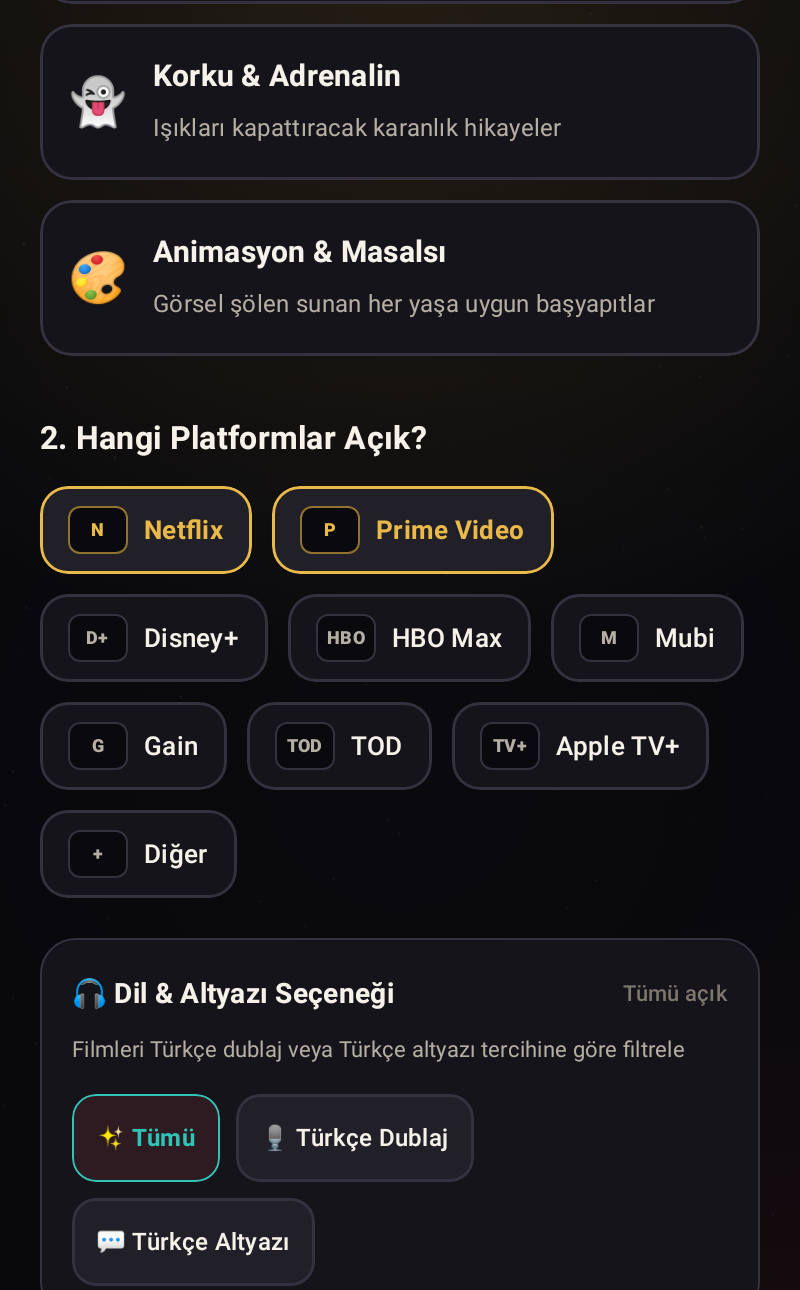 Korku & Adrenalin
Işıkları kapattıracak karanlık hikayeler
Animasyon & Masalsı
Görsel şölen sunan her yaşa uygun başyapıtlar
2. Hangi Platformlar Açık?
N Netflix
P Prime Video
D+ Disney+
HBO HBO Max
M Mubi
G Gain
TOD TOD
TV+ Apple TV+
+ Diğer
Dil & Altyazı Seçeneği
Tümü açık
Filmleri Türkçe dublaj veya Türkçe altyazı tercihine göre filtrele
Tümü
Türkçe Dublaj
Türkçe Altyazı